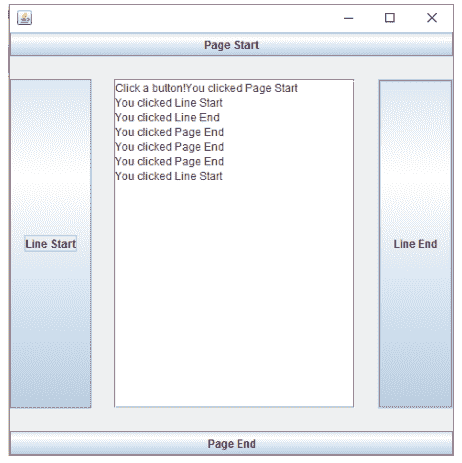 Page Start
Click a button!You clicked Page Start
You clicked Line Start
You clicked Line End
You clicked Page End
You clicked Page End
You clicked Page End
You clicked Line Start
Line Start
Line End
Page End